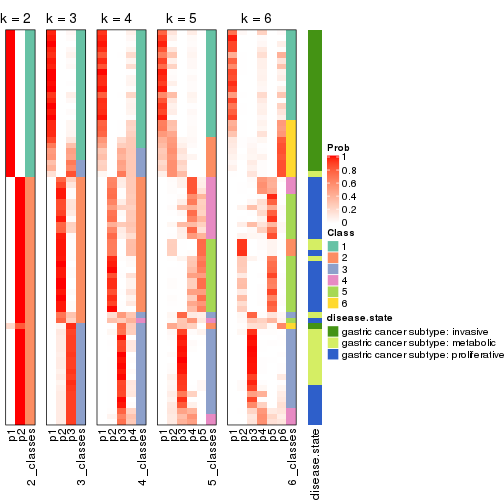 k = 2 k = 3 k = 4 k = 5 k = 6
Prob
1
0.8
0.6
0.4
0.2
0
Class
1
2
3
4
5
6
disease.state
gastric cancer subtype: invasive
gastric cancer subtype: metabolic
gastric cancer subtype: proliferative
p1
p2
2_classes
p1
p2
p3
3_classes
p1
p2
p3
p4
4_classes
p1
p2
p3
p4
p5
5_classes
p1
p2
p3
p4
p5
p6
6_classes
disease.state